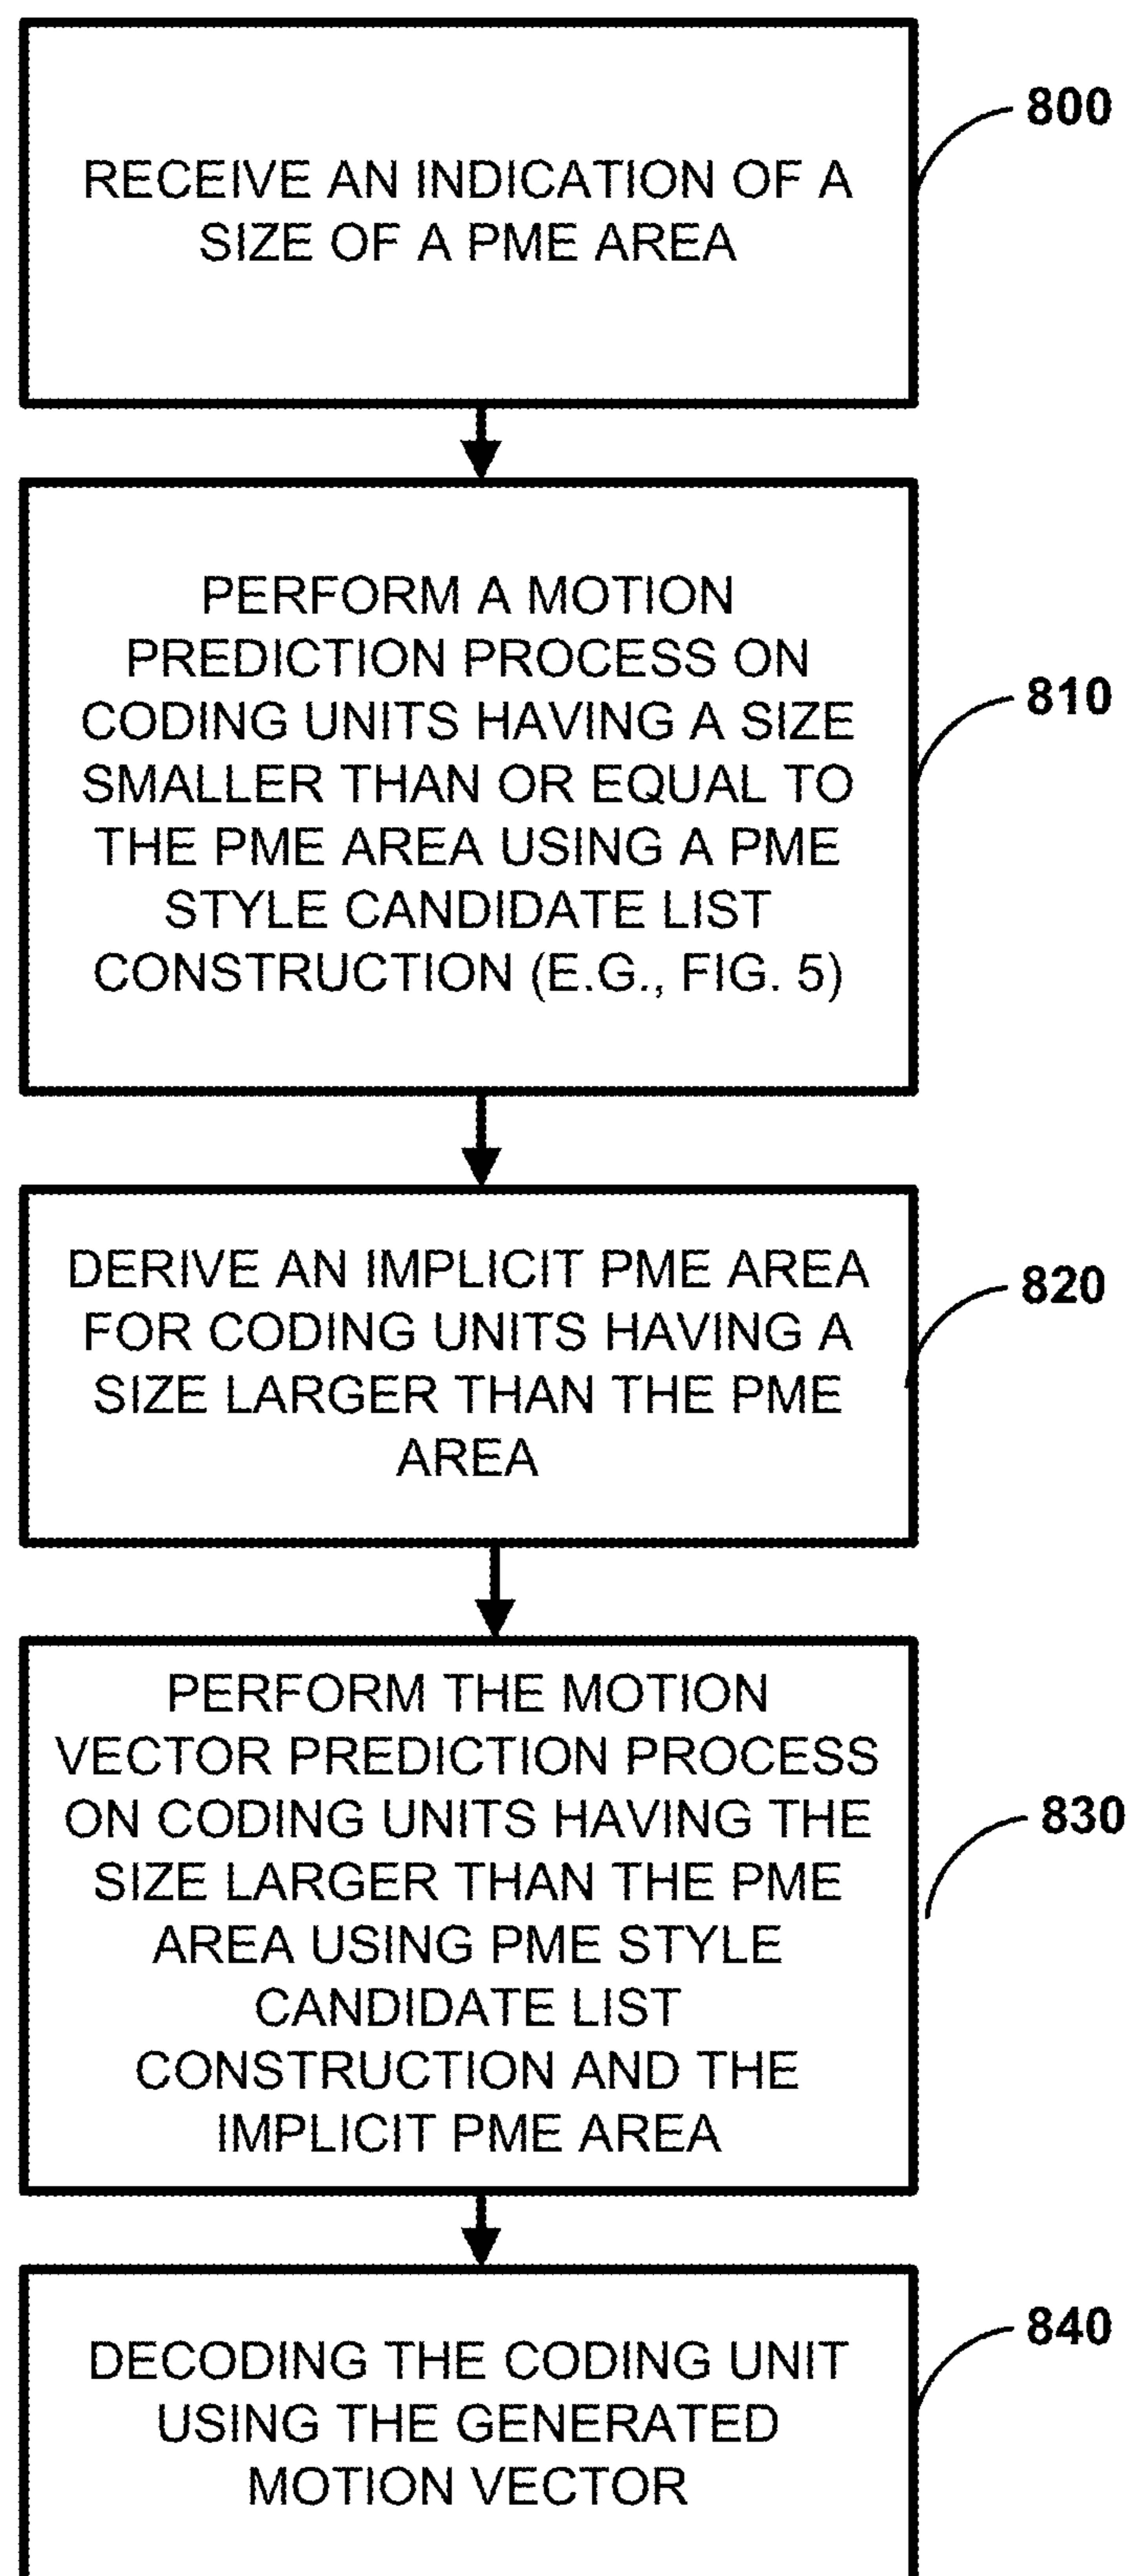 800
RECEIVE AN INDICATION OF A
SIZE OF A PME AREA
810
PERFORM A MOTION
PREDICTION PROCESS ON
CODING UNITS HAVING A SIZE
SMALLER THAN OR EQUAL TO
THE PME AREA USING A PME
STYLE CANDIDATE LIST
CONSTRUCTION (E.G., FIG. 5)
820
DERIVE AN IMPLICIT PME AREA
FOR CODING UNITS HAVING A
SIZE LARGER THAN THE PME
AREA
830
PERFORM THE MOTION
VECTOR PREDICTION PROCESS
ON CODING UNITS HAVING THE
SIZE LARGER THAN THE PME
AREA USING PME STYLE
CANDIDATE LIST
CONSTRUCTION AND THE
IMPLICIT PME AREA
840
DECODING THE CODING UNIT
USING THE GENERATED
MOTION VECTOR